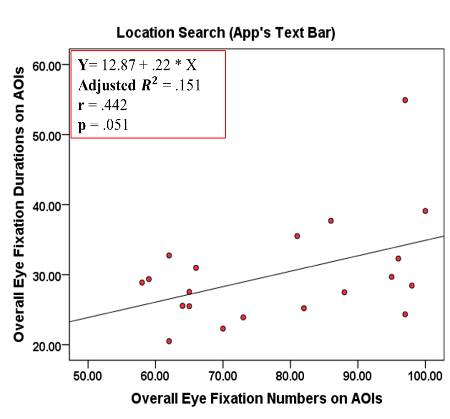 Location Search (App's Text Bar)
Y= 12.87 + .22 * X
Adjusted R² = .151
r = .442
p = .051
Overall Eye Fixation Durations on AOIs
60.00
50.00
40.00
30.00
20.00
50.00 60.00 70.00 80.00 90.00 100.00
Overall Eye Fixation Numbers on AOIs